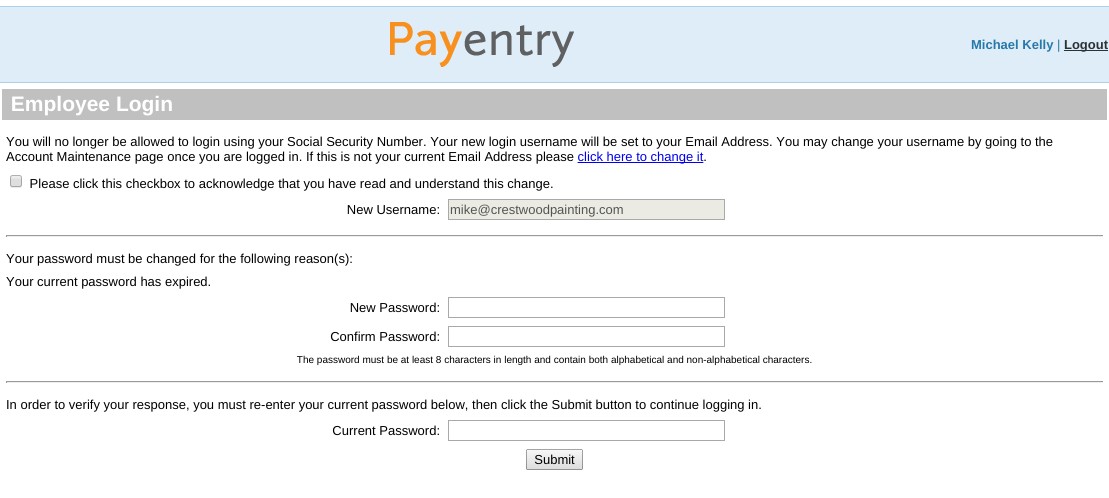 Payentry
Michael Kelly | Logout
Employee Login
You will no longer be allowed to login using your Social Security Number. Your new login username will be set to your Email Address. You may change your username by going to the
Account Maintenance page once you are logged in. If this is not your current Email Address please click here to change it.
Please click this checkbox to acknowledge that you have read and understand this change.
New Username: mike@crestwoodpainting.com
Your password must be changed for the following reason(s):
Your current password has expired.
New Password:
Confirm Password:
The password must be at least 8 characters in length and contain both alphabetical and non-alphabetical characters.
In order to verify your response, you must re-enter your current password below, then click the Submit button to continue logging in.
Current Password:
Submit